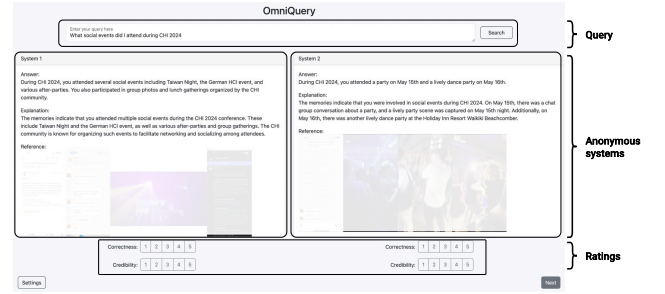 OmniQuery
Enter your query here
What social events did I attend during CHI 2024
Search
Query
System 1
Answer:
During CHI 2024, you attended several social events including Taiwan Night, the German HCI event, and
various after-parties. You also participated in group photos and lunch gatherings organized by the CHI
community.
Explanation:
The memories indicate that you attended multiple social events during the CHI 2024 conference. These
include Taiwan Night and the German HCI event, as well as various after-parties and group gatherings. The CHI
community is known for organizing such events to facilitate networking and socializing among attendees.
Reference:
System 2
Answer:
During CHI 2024, you attended a party on May 15th and a lively dance party on May 16th.
Explanation:
The memories indicate that you were involved in social events during CHI 2024. On May 15th, there was a chat
group conversation about a party, and a lively party scene was captured on May 15th night. Additionally, on
May 16th, there was another lively dance party at the Holiday Inn Resort Waikiki Beachcomber.
Reference:
Anonymous
systems
Correctness: 1 2 3 4 5
Correctness: 1 2 3 4 5
Credibility: 1 2 3 4 5
Credibility: 1 2 3 4 5
Ratings
Settings
Next